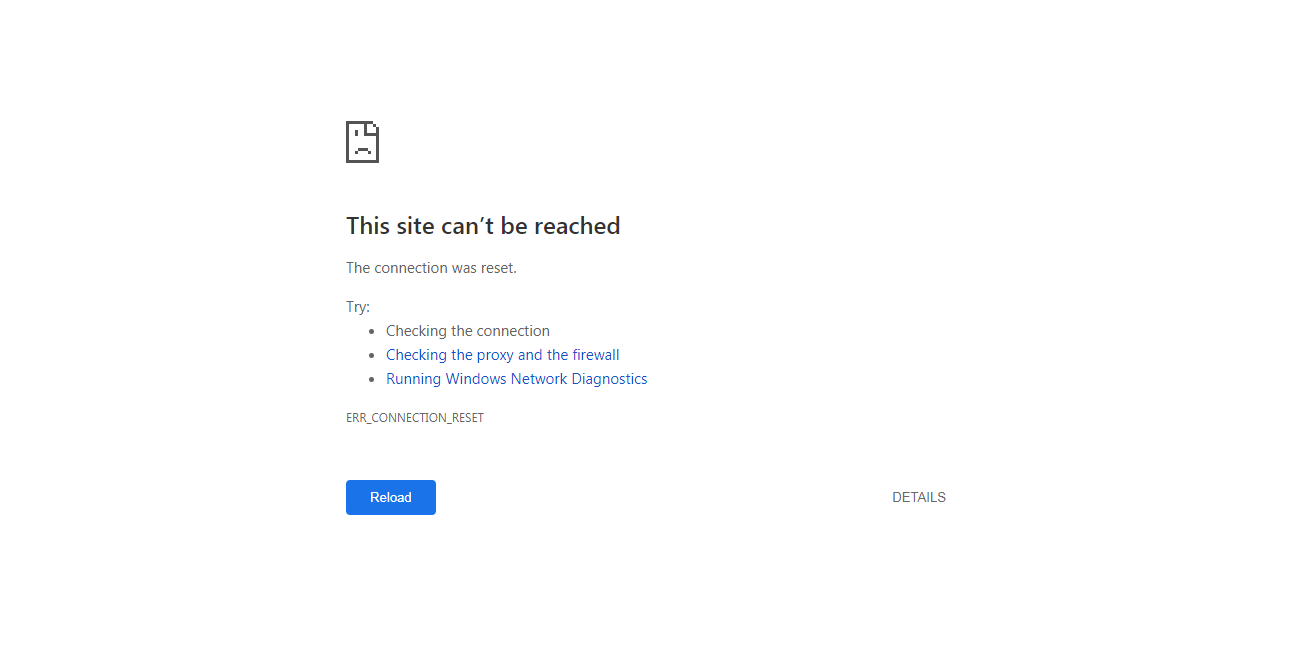 This site can’t be reached
The connection was reset.
Try:
Checking the connection
Checking the proxy and the firewall
Running Windows Network Diagnostics
ERR_CONNECTION_RESET
Reload
DETAILS